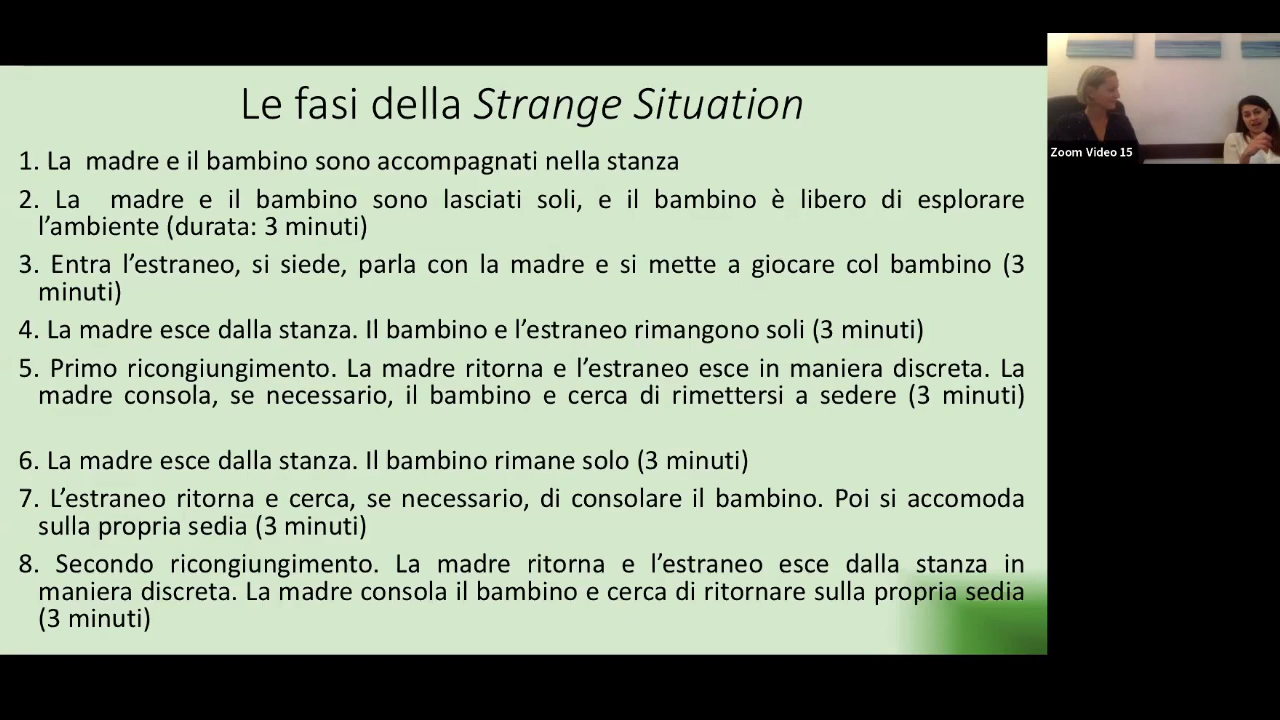 Le fasi della Strange Situation
1. La  madre e il bambino sono accompagnati nella stanza
2. La  madre e il bambino sono lasciati soli, e il bambino è libero di esplorare
l’ambiente (durata: 3 minuti)
3. Entra l’estraneo, si siede, parla con la madre e si mette a giocare col bambino (3
minuti)
4. La madre esce dalla stanza. Il bambino e l’estraneo rimangono soli (3 minuti)
5. Primo ricongiungimento. La madre ritorna e l’estraneo esce in maniera discreta. La
madre consola, se necessario, il bambino e cerca di rimettersi a sedere (3 minuti)
6. La madre esce dalla stanza. Il bambino rimane solo (3 minuti)
7. L’estraneo ritorna e cerca, se necessario, di consolare il bambino. Poi si accomoda
sulla propria sedia (3 minuti)
8. Secondo ricongiungimento. La madre ritorna e l’estraneo esce dalla stanza in
maniera discreta. La madre consola il bambino e cerca di ritornare sulla propria sedia
(3 minuti)
Zoom Video 15